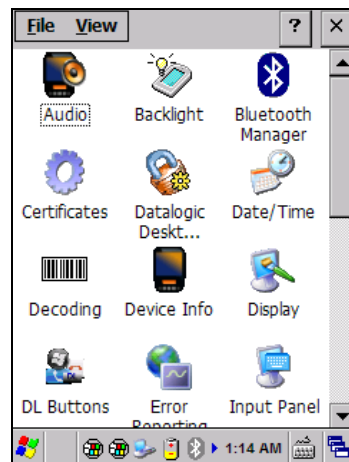 File View ? ×
Audio Backlight Bluetooth Manager
Certificates Datalogic Deskt... Date/Time
Decoding Device Info Display
DL Buttons Error Reporting Input Panel
1:14 AM